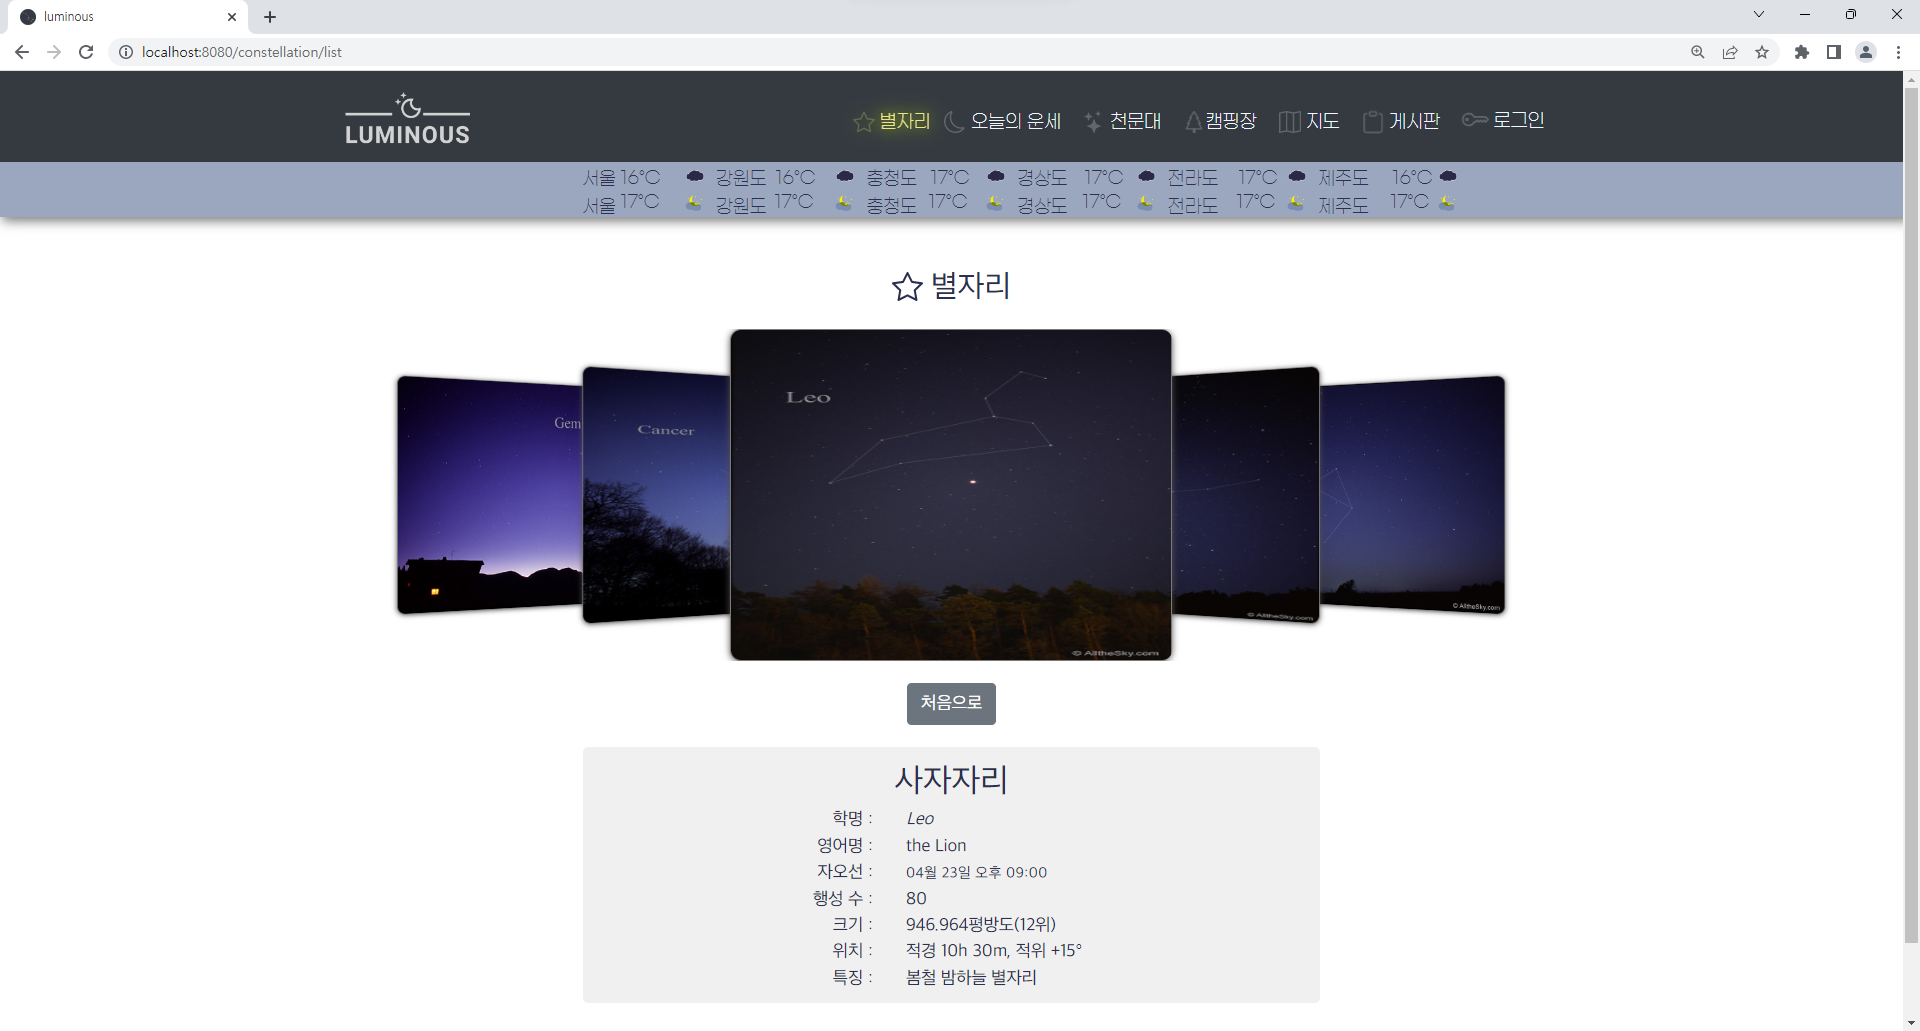 luminous
localhost:8080/constellation/list
LUMINOUS
별자리 오늘의 운세 천문대 캠핑장 지도 게시판 로그인
서울 16°C 강원도 16°C 충청도 17°C 경상도 17°C 전라도 17°C 제주도 16°C
서울 17°C 강원도 17°C 충청도 17°C 경상도 17°C 전라도 17°C 제주도 17°C
별자리
Leo
Gem
Cancer
© AlltheSky.com
© AlltheSky.com
© AlltheSky.com
처음으로
사자자리
학명 : Leo
영어명 : the Lion
자오선 : 04월 23일 오후 09:00
행성 수 : 80
크기 : 946.964평방도(12위)
위치 : 적경 10h 30m, 적위 +15°
특징 : 봄철 밤하늘 별자리